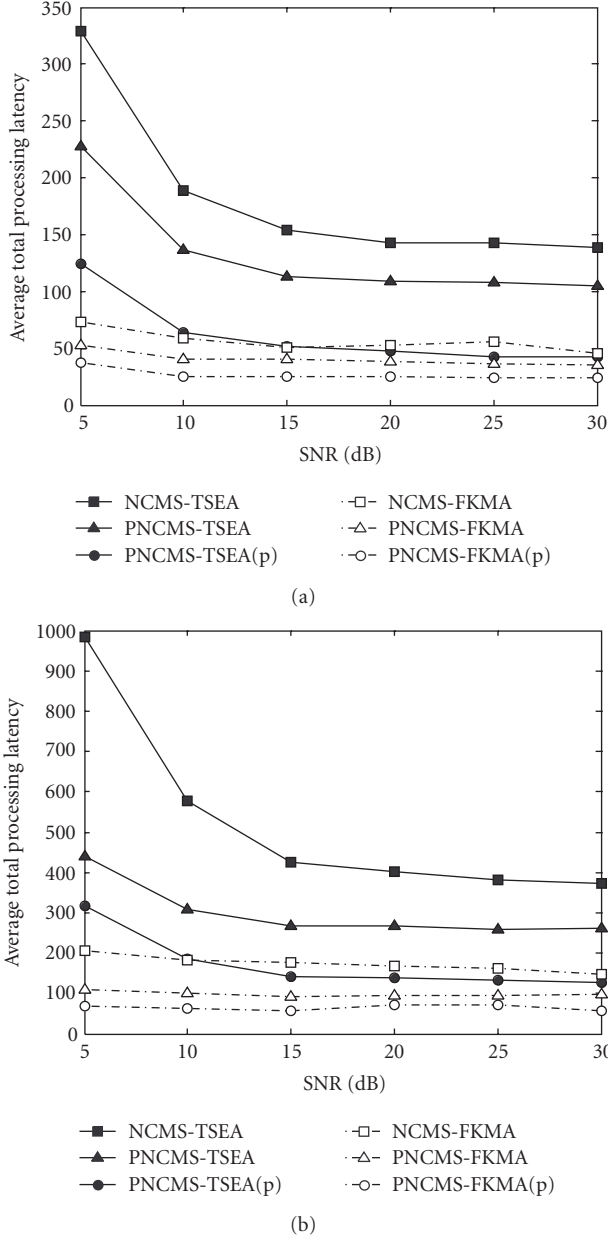 350
300
250
200
150
100
50
0
Average total processing latency
5 10 15 20 25 30
SNR (dB)
NCMS-TSEA NCMS-FKMA
PNCMS-TSEA PNCMS-FKMA
PNCMS-TSEA(p) PNCMS-FKMA(p)
(a)
1000
900
800
700
600
500
400
300
200
100
0
Average total processing latency
5 10 15 20 25 30
SNR (dB)
NCMS-TSEA NCMS-FKMA
PNCMS-TSEA PNCMS-FKMA
PNCMS-TSEA(p) PNCMS-FKMA(p)
(b)